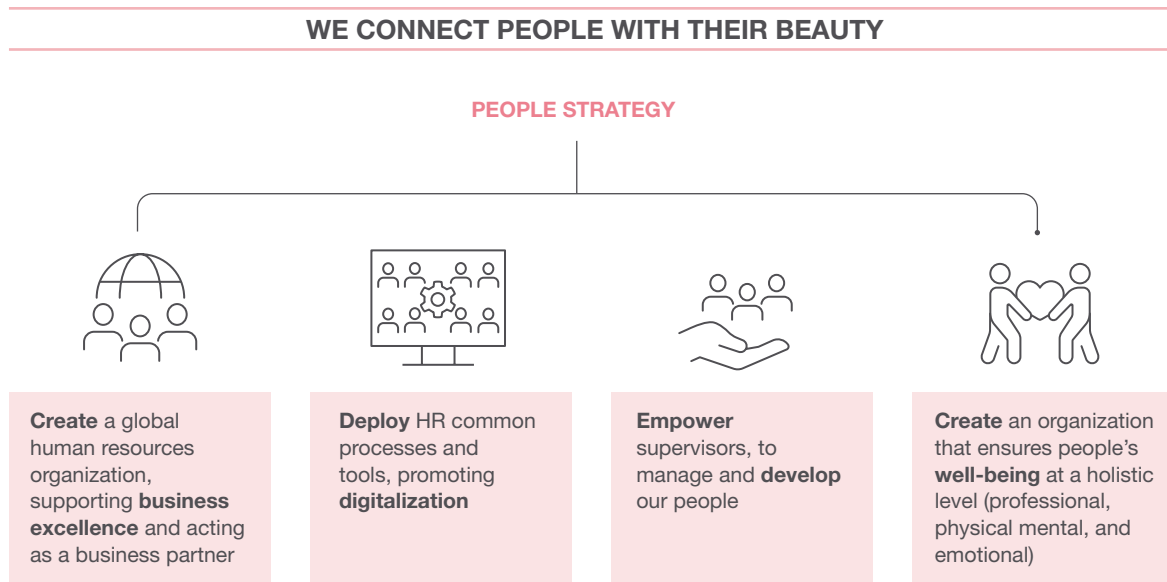 WE CONNECT PEOPLE WITH THEIR BEAUTY
PEOPLE STRATEGY
Create a global
human resources
organization,
supporting business
excellence and acting
as a business partner
Deploy HR common
processes and
tools, promoting
digitalization
Empower
supervisors, to
manage and develop
our people
Create an organization
that ensures people’s
well-being at a holistic
level (professional,
physical mental, and
emotional)